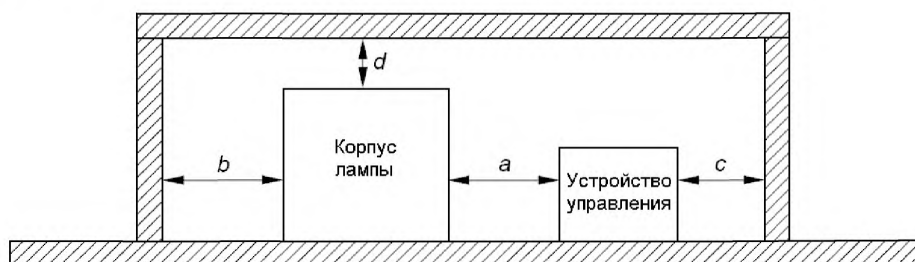 d
Корпус
лампы
b
a
c
Устройство
управления